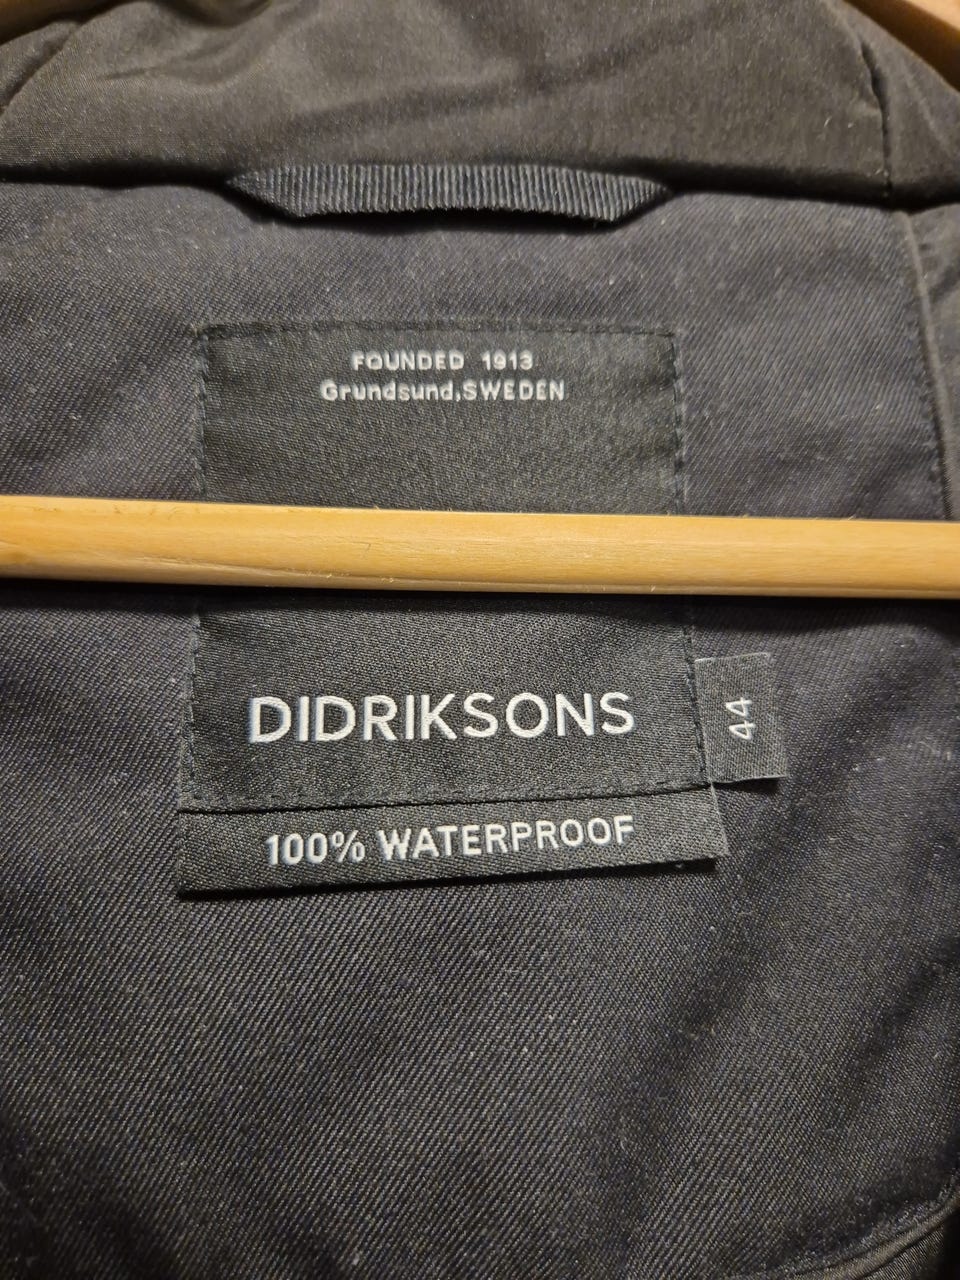 FOUNDED 1913
Grundsund,SWEDEN
DIDRIKSONS
44
100% WATERPROOF